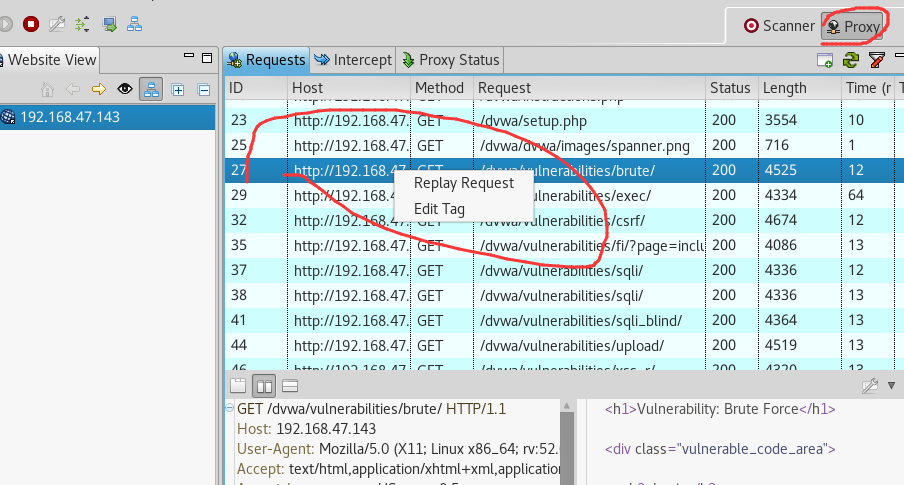 Scanner Proxy
Website View
Requests Intercept Proxy Status
ID Host Method Request Status Length Time (r T
192.168.47.143
23 http://192.168.47. GET /dvwa/setup.php 200 3554 10
25 http://192.168.47. GET /dvwa/dvwa/images/spanner.png 200 716 1
27 http://192.168.47. GET /dvwa/vulnerabilities/brute/ 200 4525 12
Replay Request
29 http://192.168.47. /dvwa/vulnerabilities/exec/ 200 4334 64
Edit Tag
32 http://192.168.47. GET /dvwa/vulnerabilities/csrf/ 200 4674 12
35 http://192.168.47. GET /dvwa/vulnerabilities/fi/?page=inclu 200 4086 13
37 http://192.168.47. GET /dvwa/vulnerabilities/sqli/ 200 4336 12
38 http://192.168.47. GET /dvwa/vulnerabilities/sqli/ 200 4336 13
41 http://192.168.47. GET /dvwa/vulnerabilities/sqli_blind/ 200 4364 13
44 http://192.168.47. GET /dvwa/vulnerabilities/upload/ 200 4519 13
GET /dvwa/vulnerabilities/brute/ HTTP/1.1
Host: 192.168.47.143
User-Agent: Mozilla/5.0 (X11; Linux x86_64; rv:52.
Accept: text/html,application/xhtml+xml,application
<h1>Vulnerability: Brute Force</h1>
<div class="vulnerable_code_area">